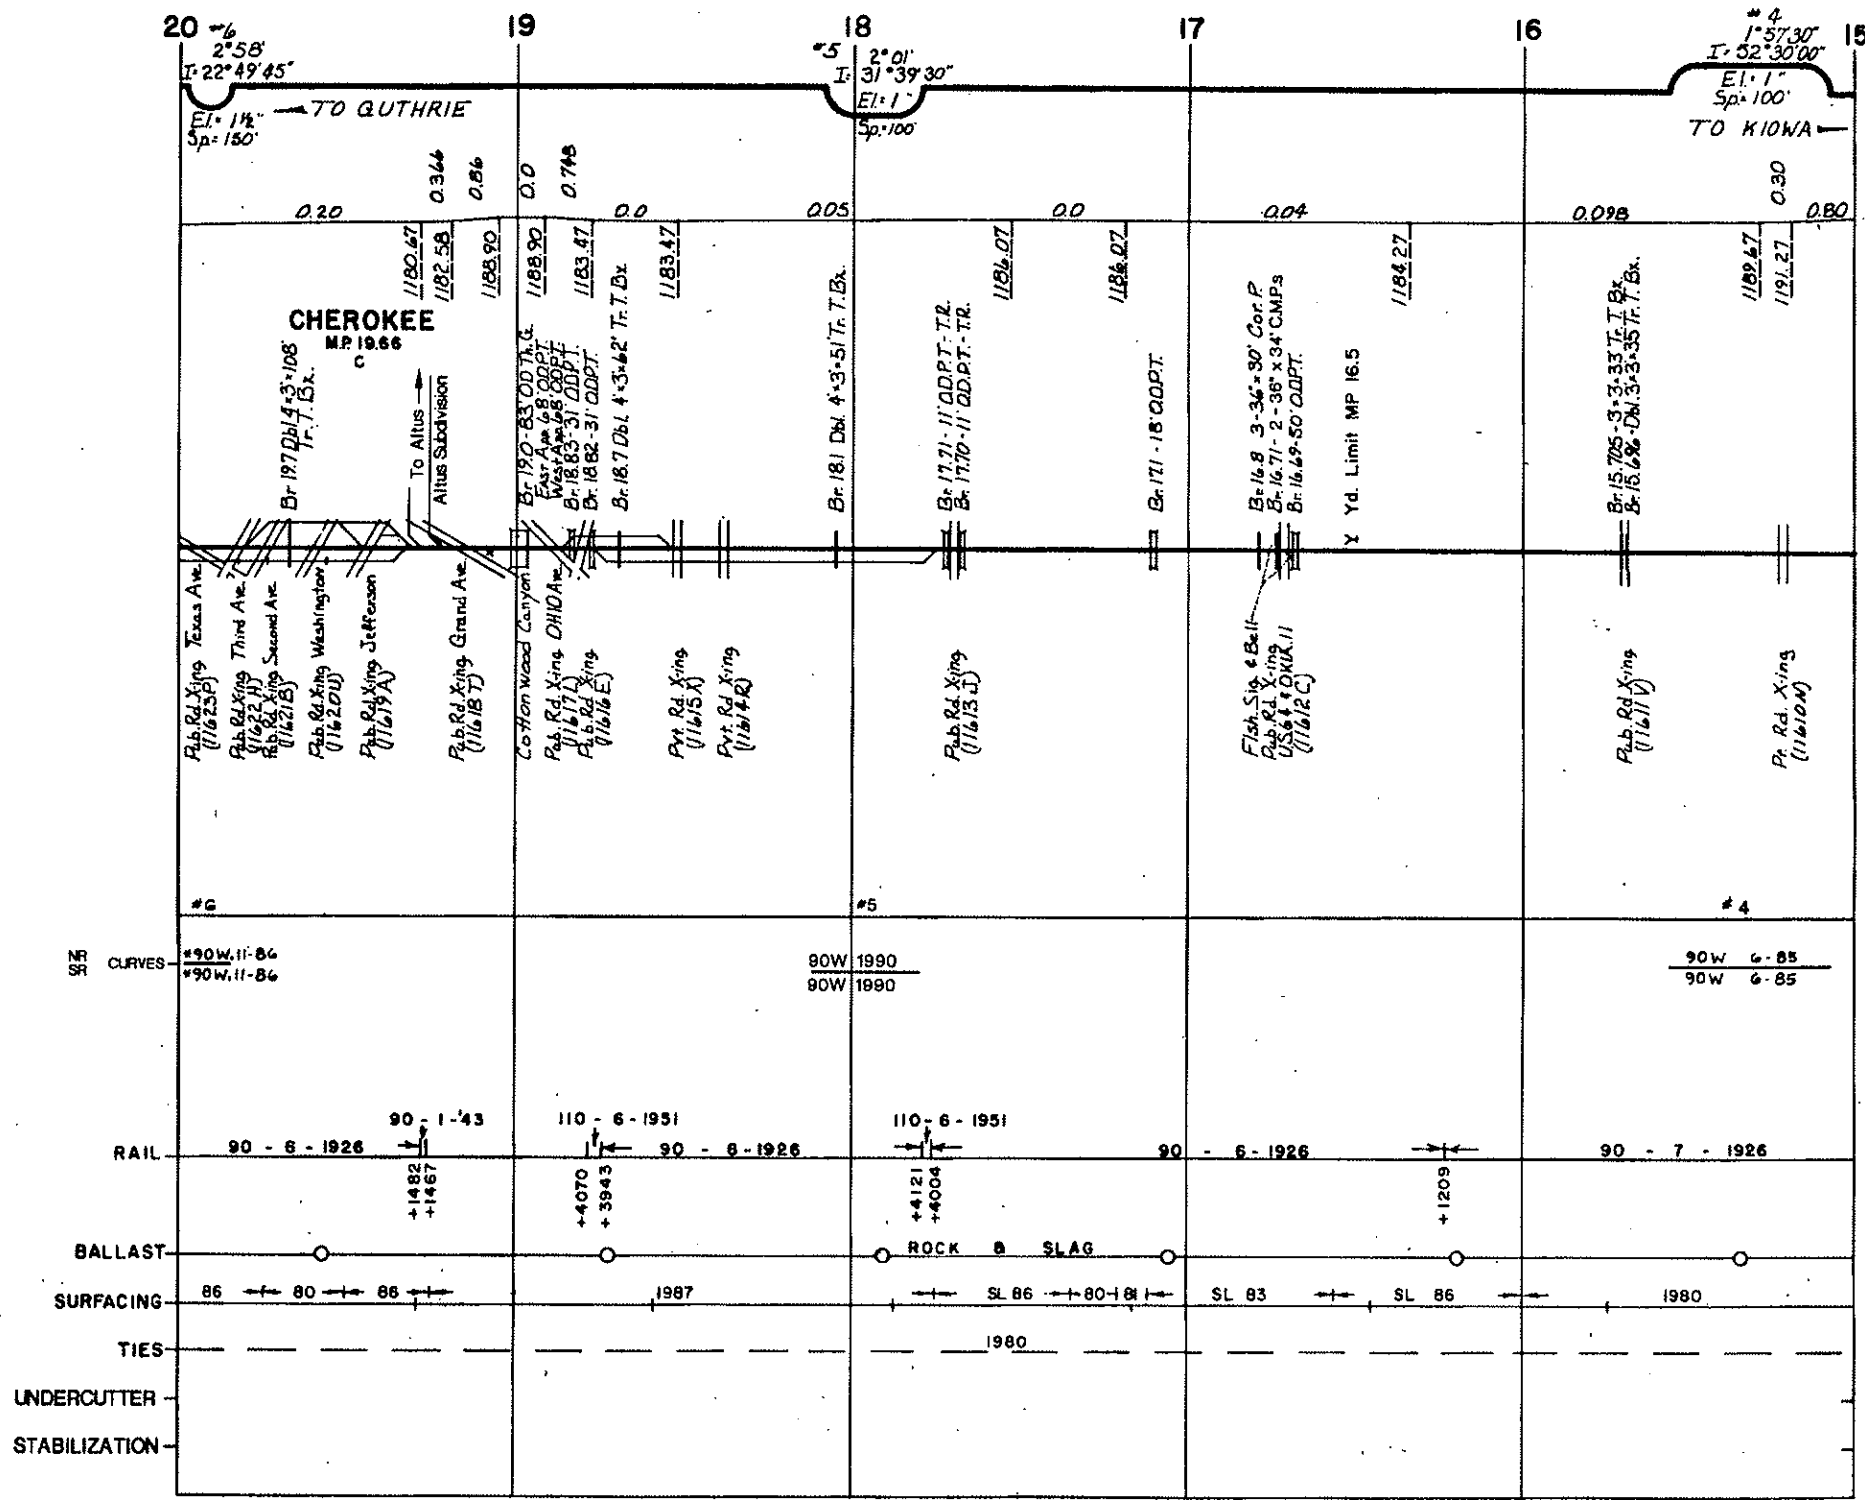 20 19 18 17 16 15
#6
2°58'
I= 22°49'45"
El= 1½"
Sp= 150'
TO GUTHRIE
#5
2°01'
I= 31°39'30"
El= 1"
Sp.=100'
#4
1°57'30"
I= 52°30'00"
El= 1"
Sp= 100'
TO KIOWA
0.20
0.366
0.86
0.0
0.748
0.0
0.05
0.0
0.04
0.098
0.30
0.80
1180.67
1182.58
1188.90
1188.90
1183.47
1183.47
1186.07
1186.07
1184.27
1189.67
1191.27
CHEROKEE
M.P. 19.66
C
Br 19.7 Dbl 4'x3'x108'
Tr. T. Bx.
To Altus
Altus Subdivision
Br 19.0-83' O.D. Th. G.
East App. 68' O.D.P.T.
West App. 68' O.D.P.T.
Br. 18.83-31' O.D.P.T.
Br. 18.82-31' O.D.P.T.
Br. 18.7 Dbl. 4'x3'x62' Tr. T. Bx.
Br. 18.1 Dbl. 4'x3'x51' Tr. T. Bx.
Br. 17.71-11' O.D.P.T.-T.R.
Br. 17.70-11' O.D.P.T.-T.R.
Br. 17.1-18' O.D.P.T.
Br 16.8 3-36"x30' Cor. P.
Br. 16.71-2-36"x34' C.M.P.s
Br. 16.69-50' O.D.P.T.
Y Yd. Limit MP 16.5
Br. 15.705-3'x3'x33' Tr. T. Bx.
Br. 15.696-Dbl. 3'x3'x35' Tr. T. Bx.
Pub. Rd. X-ing Texas Ave.
(11623P)
Pub. Rd. X-ing Third Ave.
(11622H)
Pub. Rd. X-ing Second Ave
(11621B)
Pub. Rd. X-ing Washington
(11620U)
Pub. Rd. X-ing Jefferson
(11619A)
Pub. Rd. X-ing Grand Ave.
(11618T)
Cottonwood Canyon
Pub. Rd. X-ing OHIO Ave.
(11617L)
Pub. Rd. X-ing
(11616E)
Pvt. Rd. X-ing
(11615X)
Pvt. Rd. X-ing
(11614R)
Pub. Rd. X-ing
(11613J)
Flsh. Sig & Bell
Pub. Rd. X-ing
US64 & OKLA. 11
(11612C)
Pub. Rd. X-ing
(11611V)
Pr. Rd. X-ing
(11610N)
#6 #5 #4
NR
SR
CURVES
*90W. 11-86
*90W. 11-86
90W 1990
90W 1990
90W 6-85
90W 6-85
90 - 1 - '43 110 - 6 - 1951 110 - 6 - 1951
RAIL 90 - 6 - 1926 90 - 6 - 1926 90 - 6 - 1926 90 - 7 - 1926
+1482
+1467
+4070
+3943
+4121
+4004
+1209
BALLAST ROCK & SLAG
SURFACING 86 80 86 1987 SL 86 80 81 SL 83 SL 86 1980
TIES 1980
UNDERCUTTER
STABILIZATION